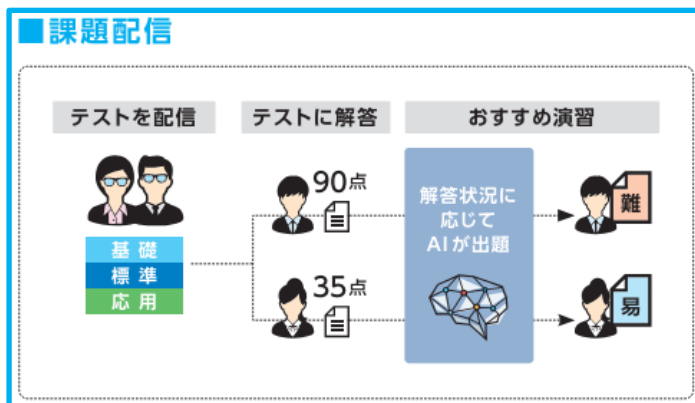 ■課題配信
テストを配信
テストに解答
おすすめ演習
基礎
標準
応用
90点
35点
解答状況に
応じて
AIが出題
難
易